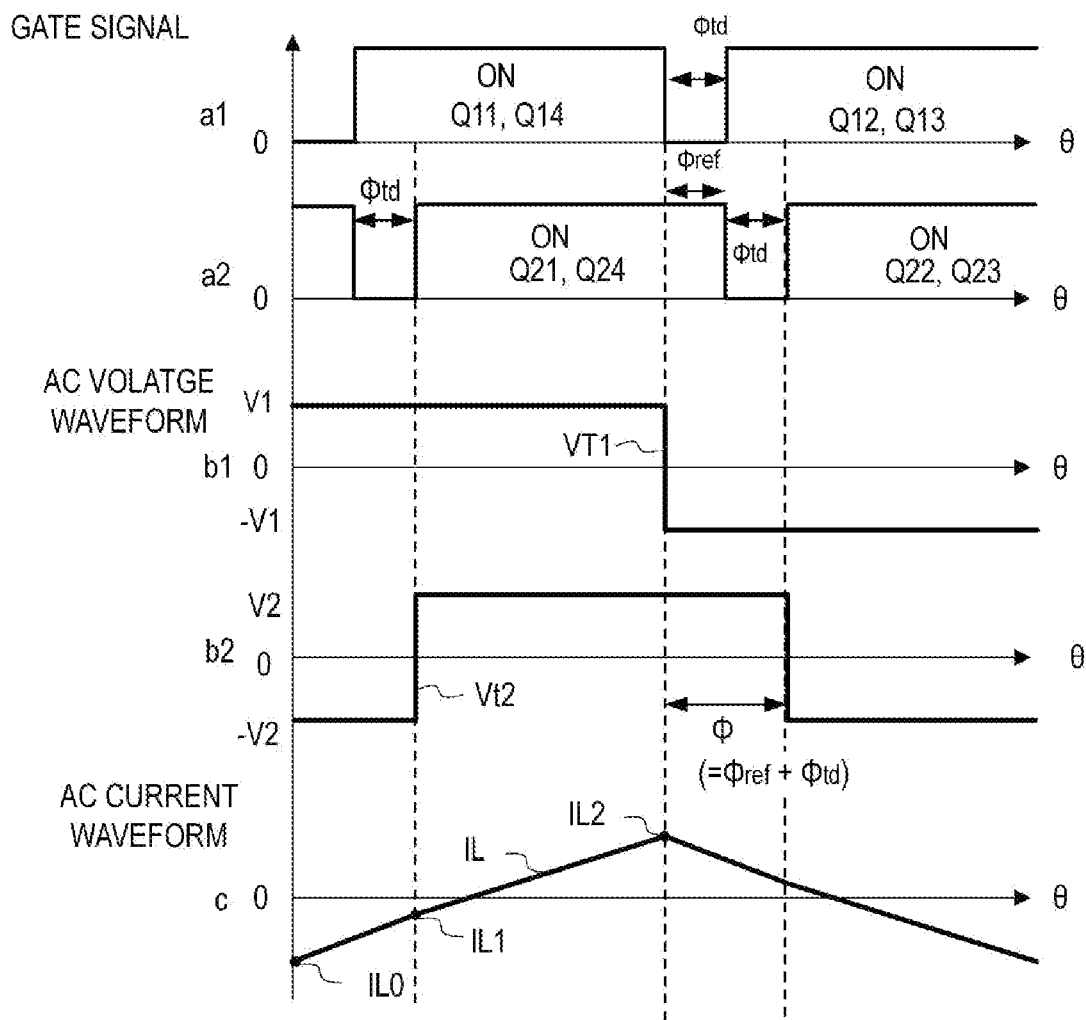 GATE SIGNAL
Φtd
ON
Q11, Q14
ON
Q12, Q13
a1
0
θ
Φref
Φtd
ON
Q21, Q24
Φtd
ON
Q22, Q23
a2
0
θ
AC VOLATGE
WAVEFORM
V1
VT1
b1
0
θ
-V1
V2
b2
0
θ
Vt2
-V2
Φ
(=Φref + Φtd)
AC CURRENT
WAVEFORM
IL2
IL
c
0
θ
IL1
IL0